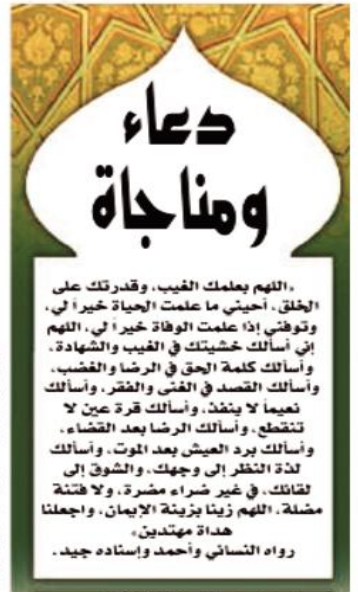 دعاء
ومناجاة
«اللهم بعلمك الغيب، وقدرتك على
الخلق، أحيني ما علمت الحياة خيراً لي،
وتوفني إذا علمت الوفاة خيراً لي، اللهم
إني أسألك خشيتك في الغيب والشهادة،
وأسألك كلمة الحق في الرضا والغضب،
وأسألك القصد في الغنى والفقر، وأسألك
نعيماً لا ينفذ، وأسألك قرة عين لا
تنقطع، وأسألك الرضا بعد القضاء،
وأسألك برد العيش بعد الموت، وأسألك
لذة النظر إلى وجهك، والشوق إلى
لقائك، في غير ضراء مضرة، ولا فتنة
مضلة، اللهم زينا بزينة الإيمان، واجعلنا
هداة مهتدين»
رواه النسائي وأحمد وإسناده جيد.